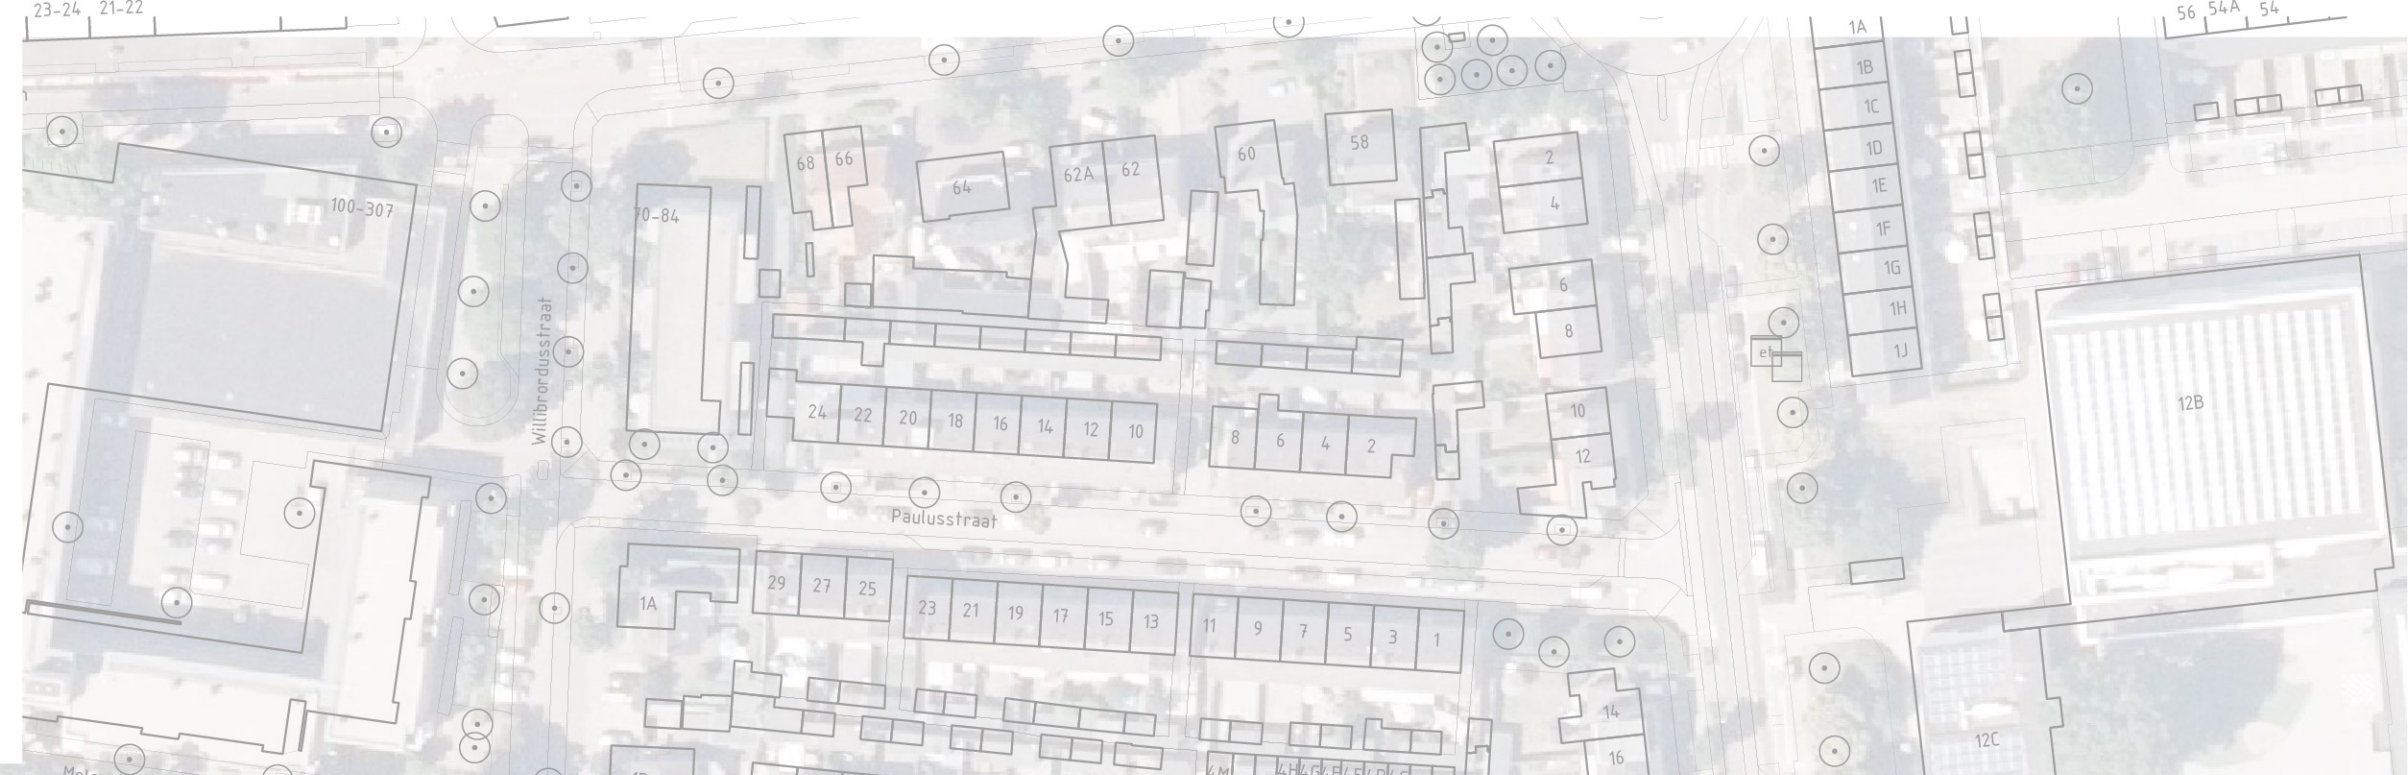 23-24 21-22
56 54A 54
1A
1B
1C
1D
1E
1F
1G
1H
1J
68 66
64
62A 62
60
58
2
4
6
8
10
12
100-307
70-84
Willibrordusstraat
et
12B
24 22 20 18 16 14 12 10
8 6 4 2
Paulusstraat
1A
29 27 25
23 21 19 17 15 13
11 9 7 5 3 1
14
16
12C